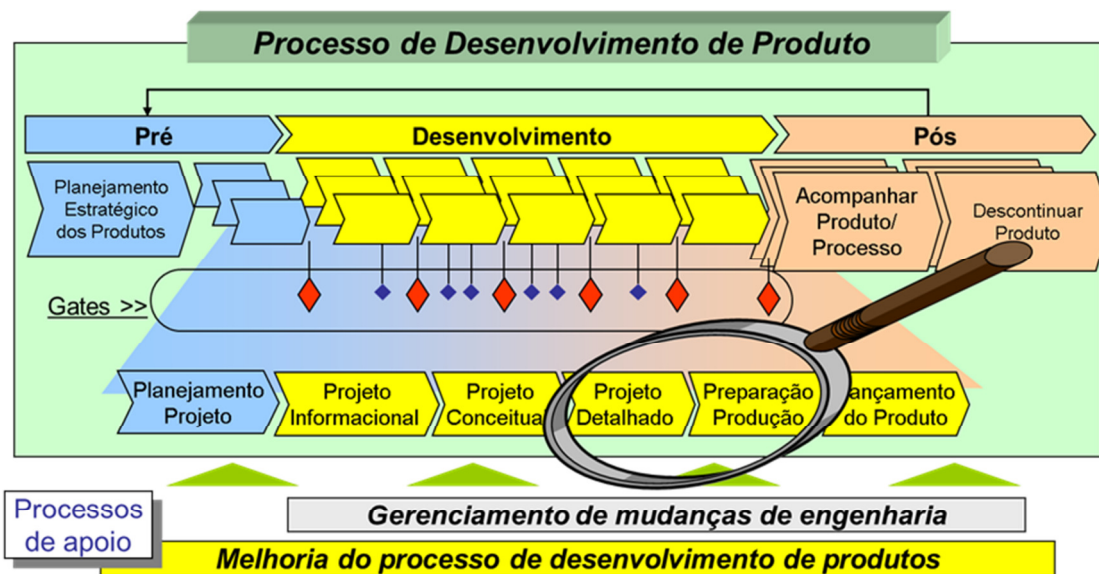 Processo de Desenvolvimento de Produto
Pré
Desenvolvimento
Pós
Planejamento
Estratégico
dos Produtos
Acompanhar
Produto/
Processo
Descontinuar
Produto
Gates >>
Planejamento
Projeto
Projeto
Informacional
Projeto
Conceitua
Projeto
Detalhado
Preparação
Produção
ançamento
do Produto
Processos
de apoio
Gerenciamento de mudanças de engenharia
Melhoria do processo de desenvolvimento de produtos